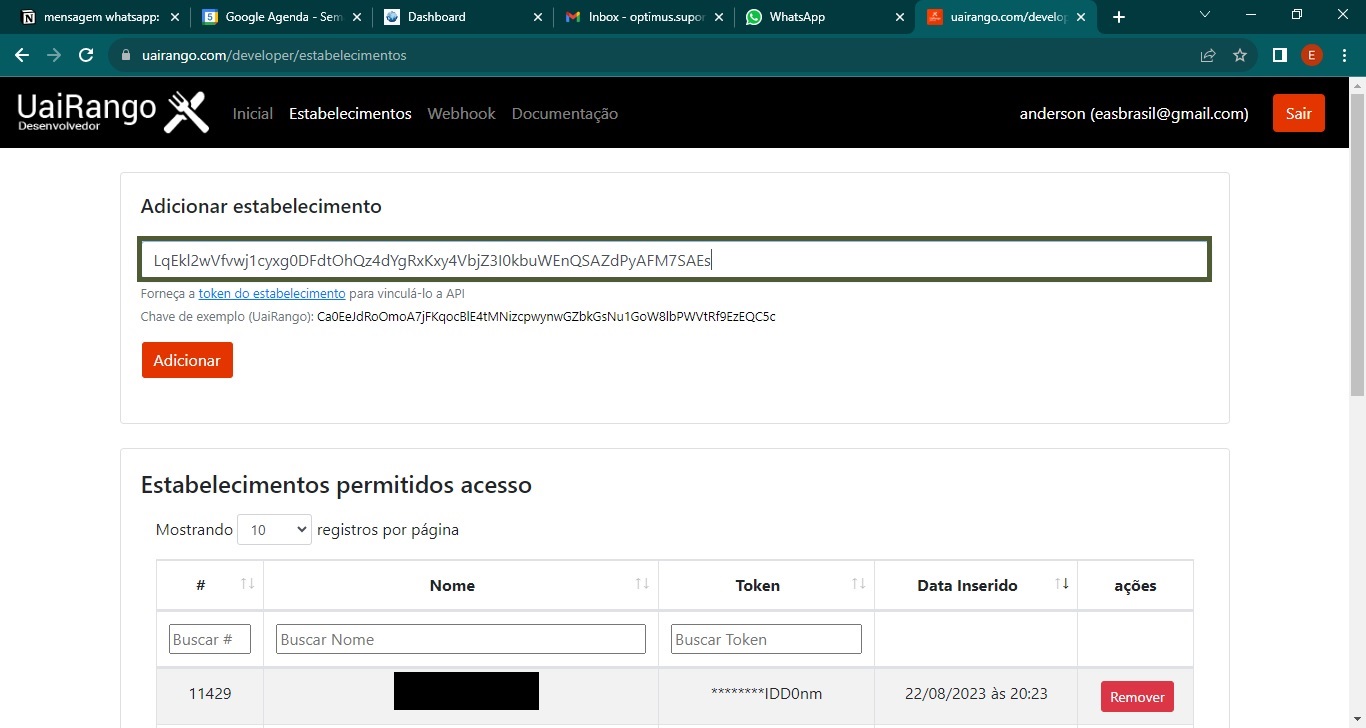 mensagem whatsapp:
Google Agenda - Sem
Dashboard
Inbox - optimus.supor
WhatsApp
uairango.com/develop
uairango.com/developer/estabelecimentos
E
UaiRango
Desenvolvedor
Inicial
Estabelecimentos
Webhook
Documentação
anderson (easbrasil@gmail.com)
Sair
Adicionar estabelecimento
LqEkl2wVfvwj1cyxg0DFdtOhQz4dYgRxKxy4VbjZ3I0kbuWEnQSAZdPyAFM7SAEs
Forneça a token do estabelecimento para vinculá-lo a API
Chave de exemplo (UaiRango): Ca0EeJdRoOmoA7jFKqocBlE4tMNizcpwynwGZbkGsNu1GoW8lbPWVtRf9EzEQC5c
Adicionar
Estabelecimentos permitidos acesso
Mostrando 10 registros por página
# Nome Token Data Inserido ações
Buscar # Buscar Nome Buscar Token
11429 ********IDD0nm 22/08/2023 às 20:23 Remover